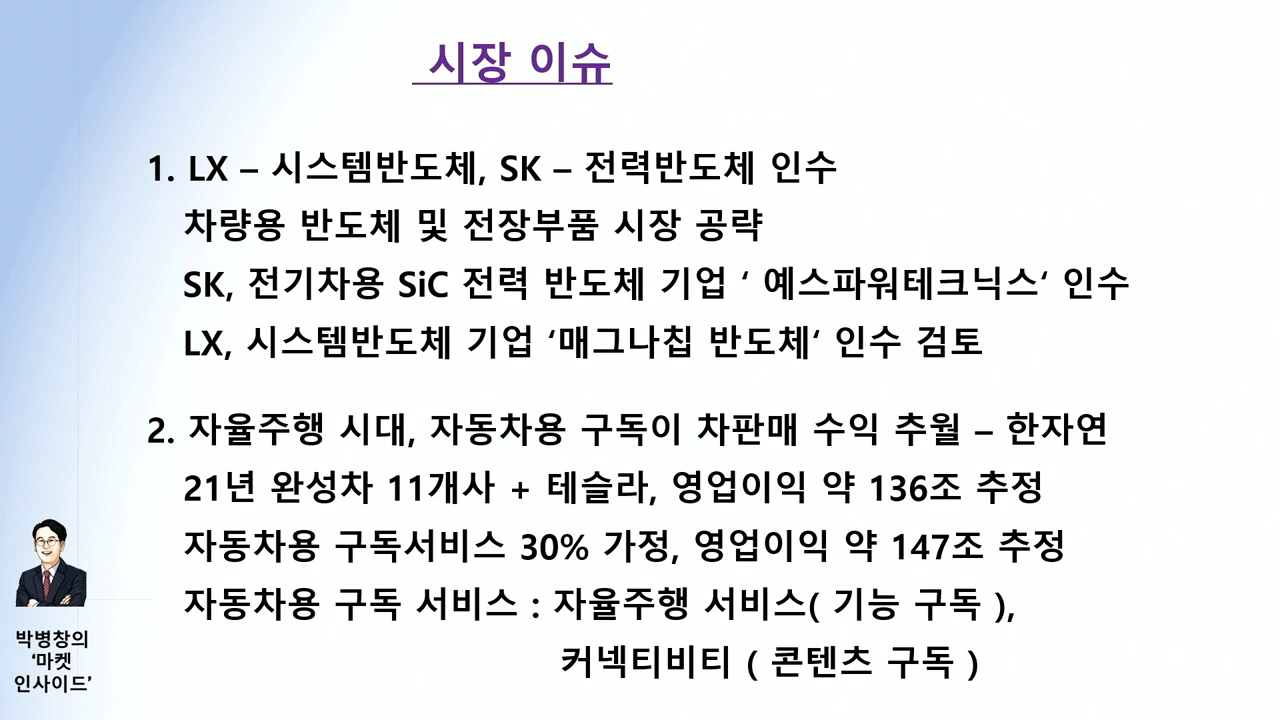 시장 이슈
1. LX – 시스템반도체, SK – 전력반도체 인수
차량용 반도체 및 전장부품 시장 공략
SK, 전기차용 SiC 전력 반도체 기업 ‘ 예스파워테크닉스‘ 인수
LX, 시스템반도체 기업 ‘매그나칩 반도체‘ 인수 검토
2. 자율주행 시대, 자동차용 구독이 차판매 수익 추월 – 한자연
21년 완성차 11개사 + 테슬라, 영업이익 약 136조 추정
자동차용 구독서비스 30% 가정, 영업이익 약 147조 추정
자동차용 구독 서비스 : 자율주행 서비스( 기능 구독 ),
커넥티비티 ( 콘텐츠 구독 )
박병창의
‘마켓
인사이드’